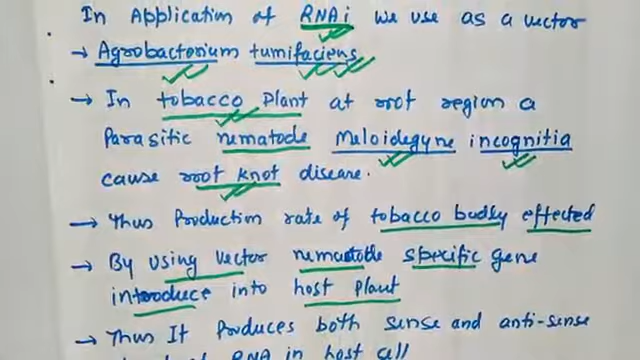 In Application of RNAi we use as a vector
→ Agrobactorium tumifaciens
→ In tobacco Plant at root region a
Parasitic nematode Meloidegyne incognitia
cause root knot disease.
→ Thus Production rate of tobacco badly effected
→ By using vector nematode specific gene
introduce into host Plant
→ Thus It Produces both sense and anti-sense
RNA in host cell